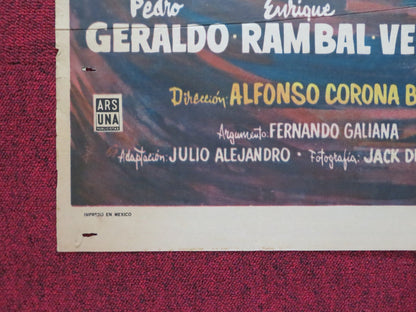 Pedro Enrique
GERALDO · RAMBAL · VE
Dirección: ALFONSO CORONA B
ARS
UNA
Argumento: FERNANDO GALIANA
Adaptación: JULIO ALEJANDRO · Fotografía: JACK D
IMPRESO EN MEXICO